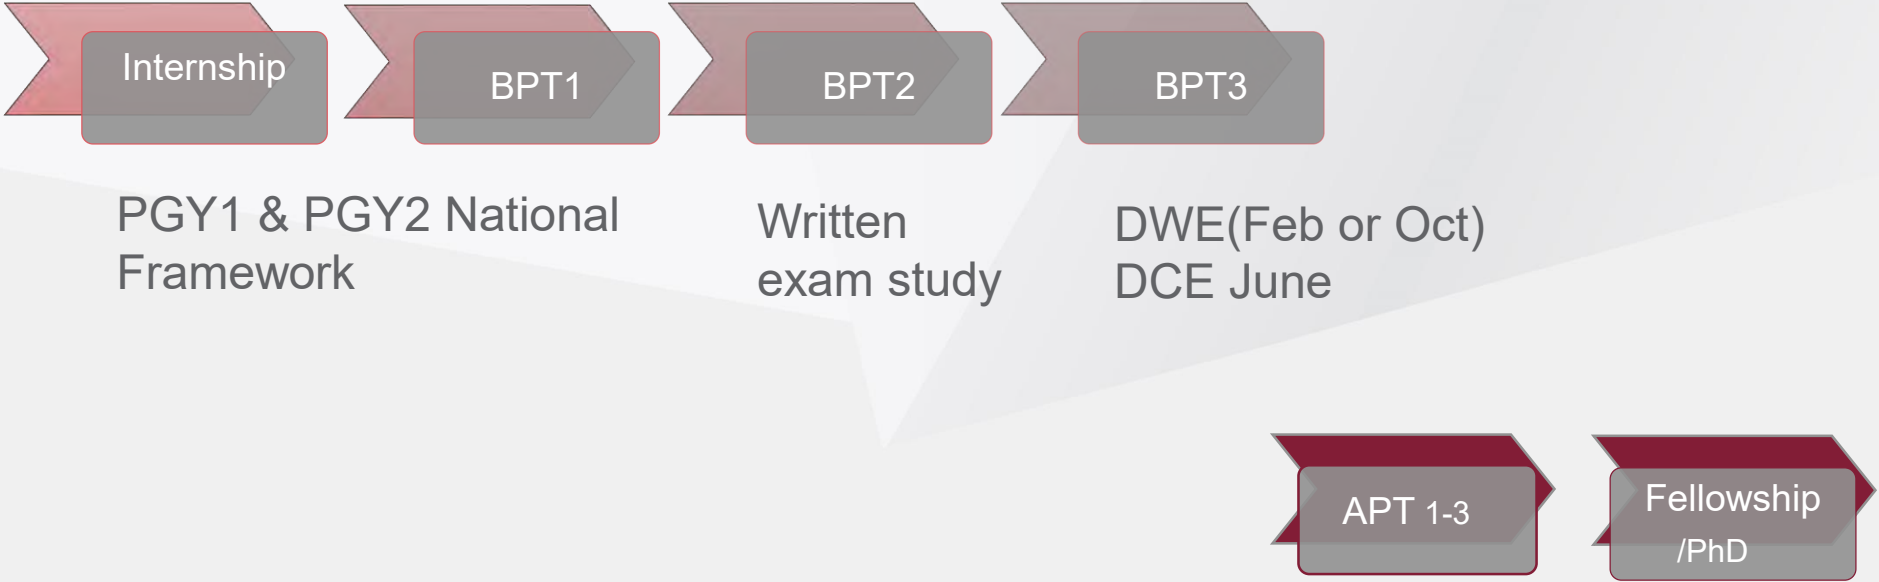 Internship
BPT1
BPT2
BPT3
PGY1 & PGY2 National
Framework
Written
exam study
DWE(Feb or Oct)
DCE June
APT 1-3
Fellowship
/PhD